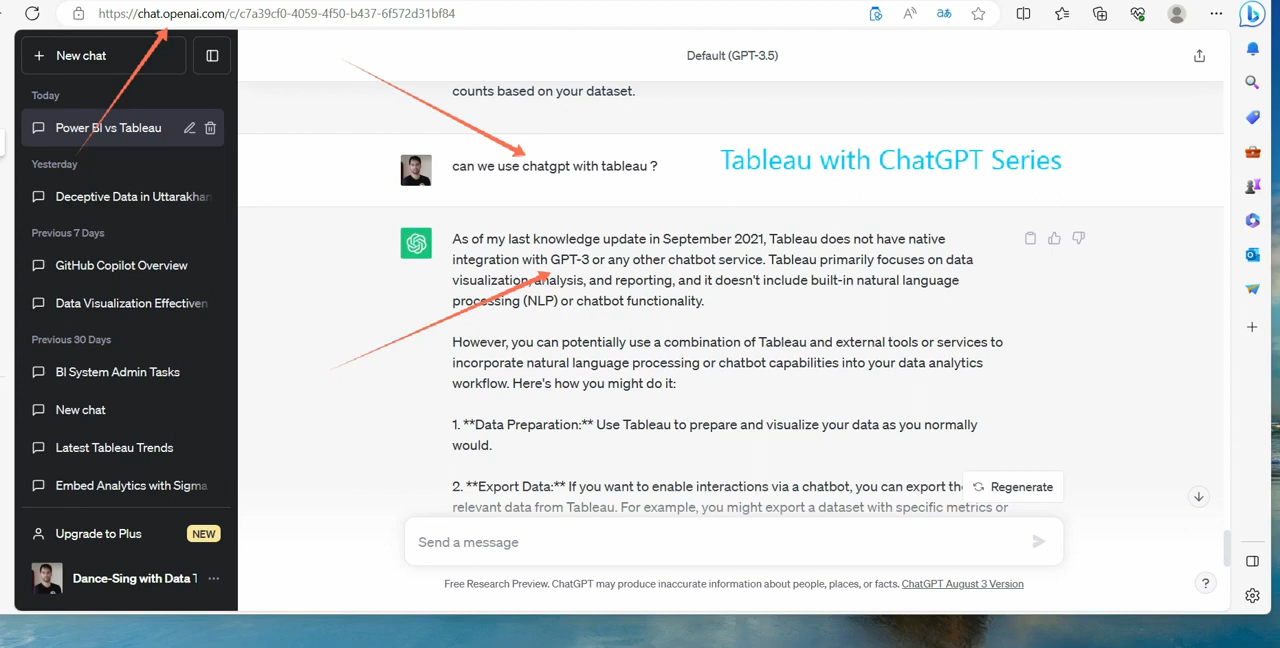 https://chat.openai.com/c/c7a39cf0-4059-4f50-b437-6f572d31bf84
New chat
Today
Power BI vs Tableau
Yesterday
Deceptive Data in Uttarakhan
Previous 7 Days
GitHub Copilot Overview
Data Visualization Effectiven
Previous 30 Days
BI System Admin Tasks
New chat
Latest Tableau Trends
Embed Analytics with Sigma
Upgrade to Plus NEW
Dance-Sing with Data T
Default (GPT-3.5)
counts based on your dataset.
can we use chatgpt with tableau ?
Tableau with ChatGPT Series
As of my last knowledge update in September 2021, Tableau does not have native
integration with GPT-3 or any other chatbot service. Tableau primarily focuses on data
visualization, analysis, and reporting, and it doesn't include built-in natural language
processing (NLP) or chatbot functionality.
However, you can potentially use a combination of Tableau and external tools or services to
incorporate natural language processing or chatbot capabilities into your data analytics
workflow. Here's how you might do it:
1. **Data Preparation:** Use Tableau to prepare and visualize your data as you normally
would.
2. **Export Data:** If you want to enable interactions via a chatbot, you can export the
relevant data from Tableau. For example, you might export a dataset with specific metrics or
Regenerate
Send a message
Free Research Preview. ChatGPT may produce inaccurate information about people, places, or facts. ChatGPT August 3 Version
?